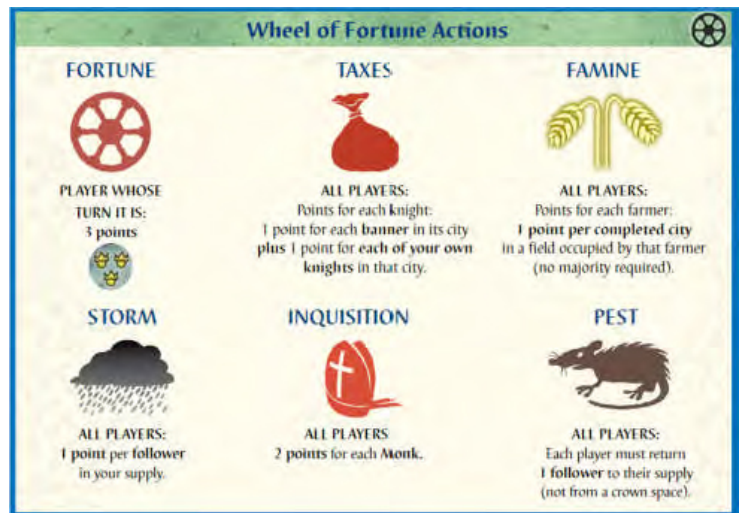 Wheel of Fortune Actions
FORTUNE
PLAYER WHOSE
TURN IT IS:
3 points
TAXES
ALL PLAYERS:
Points for each knight:
1 point for each banner in its city
plus 1 point for each of your own
knights in that city.
FAMINE
ALL PLAYERS:
Points for each farmer:
1 point per completed city
in a field occupied by that farmer
(no majority required).
STORM
ALL PLAYERS:
1 point per follower
in your supply.
INQUISITION
ALL PLAYERS
2 points for each Monk.
PEST
ALL PLAYERS:
Each player must return
1 follower to their supply
(not from a crown space).